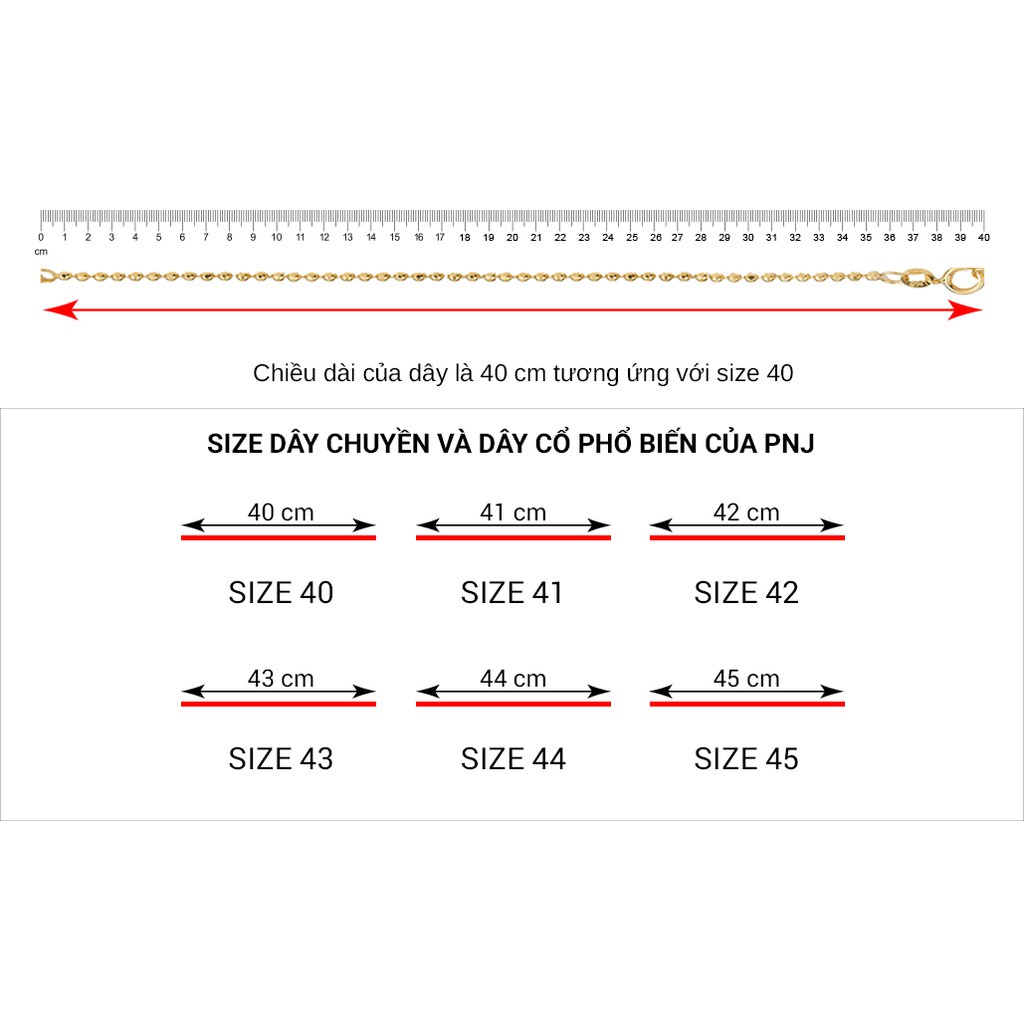 0 1 2 3 4 5 6 7 8 9 10 11 12 13 14 15 16 17 18 19 20 21 22 23 24 25 26 27 28 29 30 31 32 33 34 35 36 37 38 39 40
cm
Chiều dài của dây là 40 cm tương ứng với size 40
SIZE DÂY CHUYỀN VÀ DÂY CỔ PHỔ BIẾN CỦA PNJ
40 cm 41 cm 42 cm
SIZE 40 SIZE 41 SIZE 42
43 cm 44 cm 45 cm
SIZE 43 SIZE 44 SIZE 45